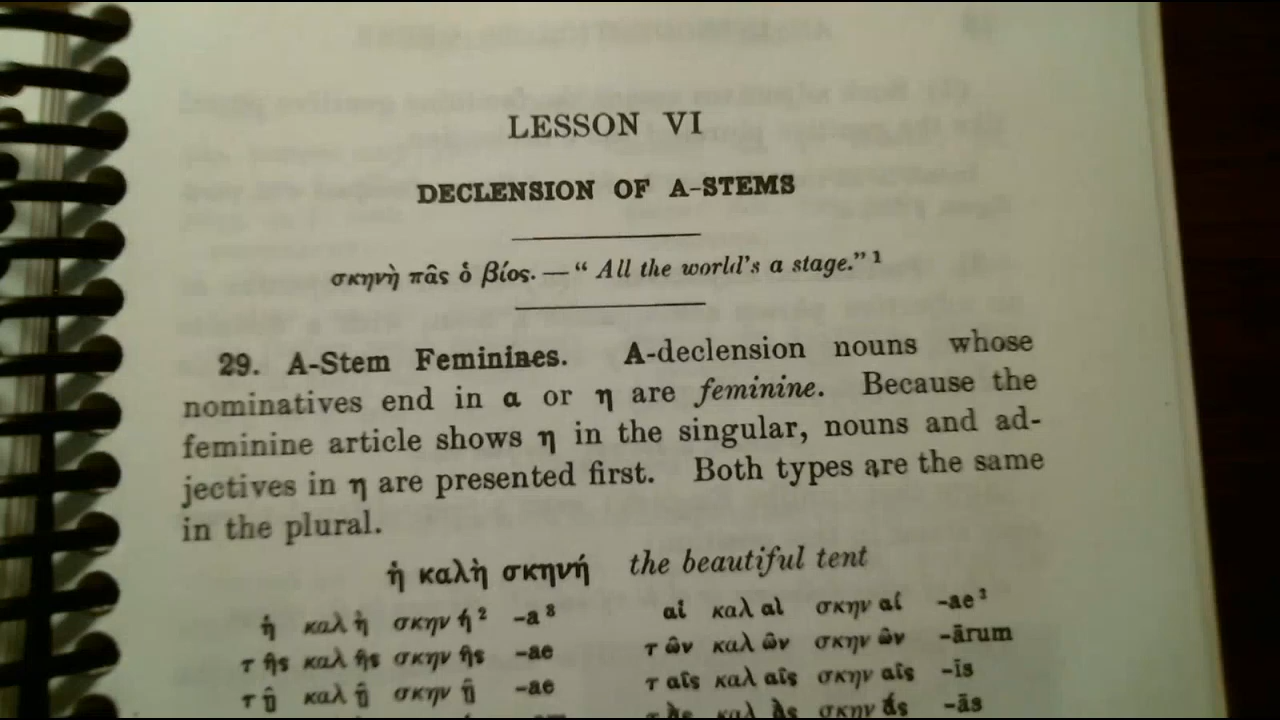 LESSON VI
DECLENSION OF A-STEMS
σκηνὴ πᾶς ὁ βίος. — “ All the world's a stage.” 1
29. A-Stem Feminines. A-declension nouns whose
nominatives end in α or η are feminine. Because the
feminine article shows η in the singular, nouns and ad-
jectives in η are presented first. Both types are the same
in the plural.
ἡ καλὴ σκηνή the beautiful tent
ἡ καλ ὴ σκην ή 2 -a 3 αἱ καλ αὶ σκην αί -ae 3
τ ῆς καλ ῆς σκην ῆς -ae τ ῶν καλ ῶν σκην ῶν -ārum
τ ῇ καλ ῇ σκην ῇ -ae τ αῖς καλ αῖς σκην αῖς -īs
τ ὰς καλ ὰς σκην άς -ās